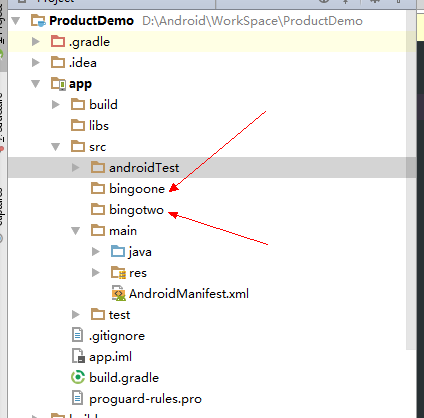 ProductDemo D:\Android\WorkSpace\ProductDemo
.gradle
.idea
app
build
libs
src
androidTest
bingoone
bingotwo
main
java
res
AndroidManifest.xml
test
.gitignore
app.iml
build.gradle
proguard-rules.pro